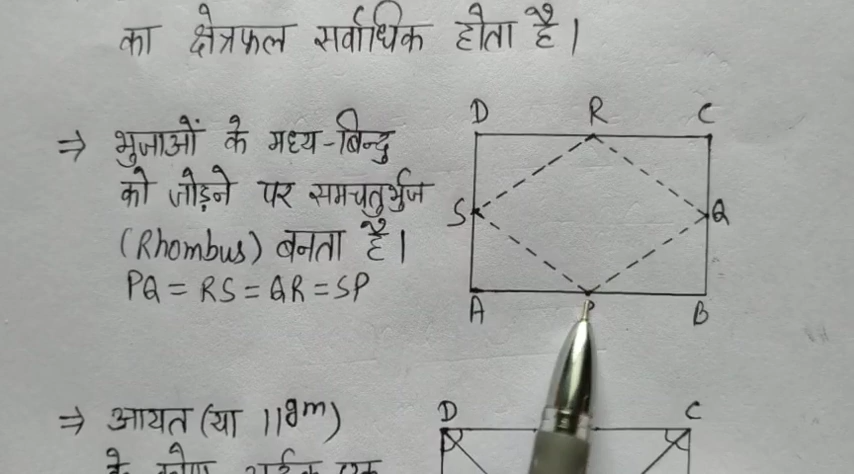 का क्षेत्रफल सर्वाधिक होता है।
⇒ भुजाओं के मध्य-बिन्दु
को जोड़ने पर समचतुर्भुज
(Rhombus) बनता है।
PQ = RS = QR = SP
D R C
S Q
A P B
⇒ आयत (या ||gm)
D C
के कोण